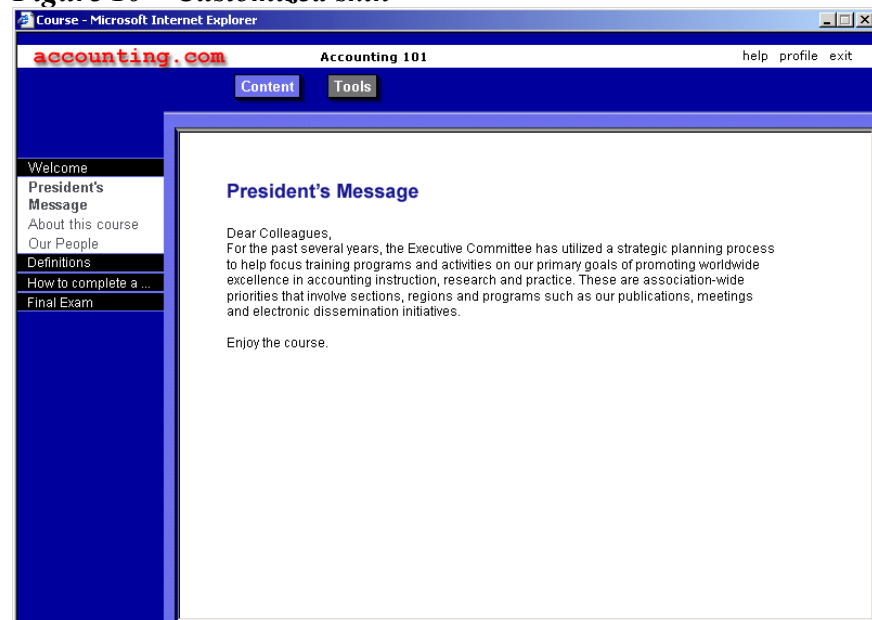 Course - Microsoft Internet Explorer
accounting.com Accounting 101 help profile exit
Content Tools
Welcome
President's
Message
About this course
Our People
Definitions
How to complete a ...
Final Exam
President's Message
Dear Colleagues,
For the past several years, the Executive Committee has utilized a strategic planning process
to help focus training programs and activities on our primary goals of promoting worldwide
excellence in accounting instruction, research and practice. These are association-wide
priorities that involve sections, regions and programs such as our publications, meetings
and electronic dissemination initiatives.
Enjoy the course.